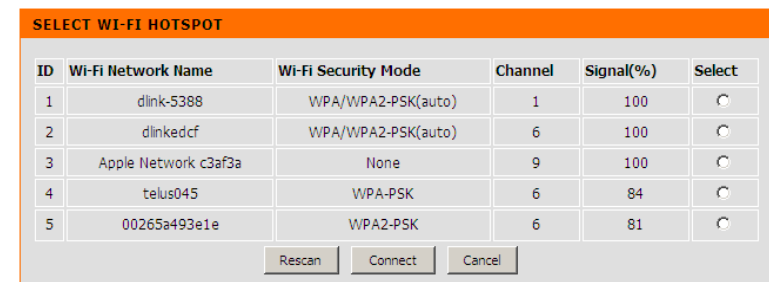 SELECT WI-FI HOTSPOT
ID Wi-Fi Network Name Wi-Fi Security Mode Channel Signal(%) Select
1 dlink-5388 WPA/WPA2-PSK(auto) 1 100
2 dlinkedcf WPA/WPA2-PSK(auto) 6 100
3 Apple Network c3af3a None 9 100
4 telus045 WPA-PSK 6 84
5 00265a493e1e WPA2-PSK 6 81
Rescan Connect Cancel